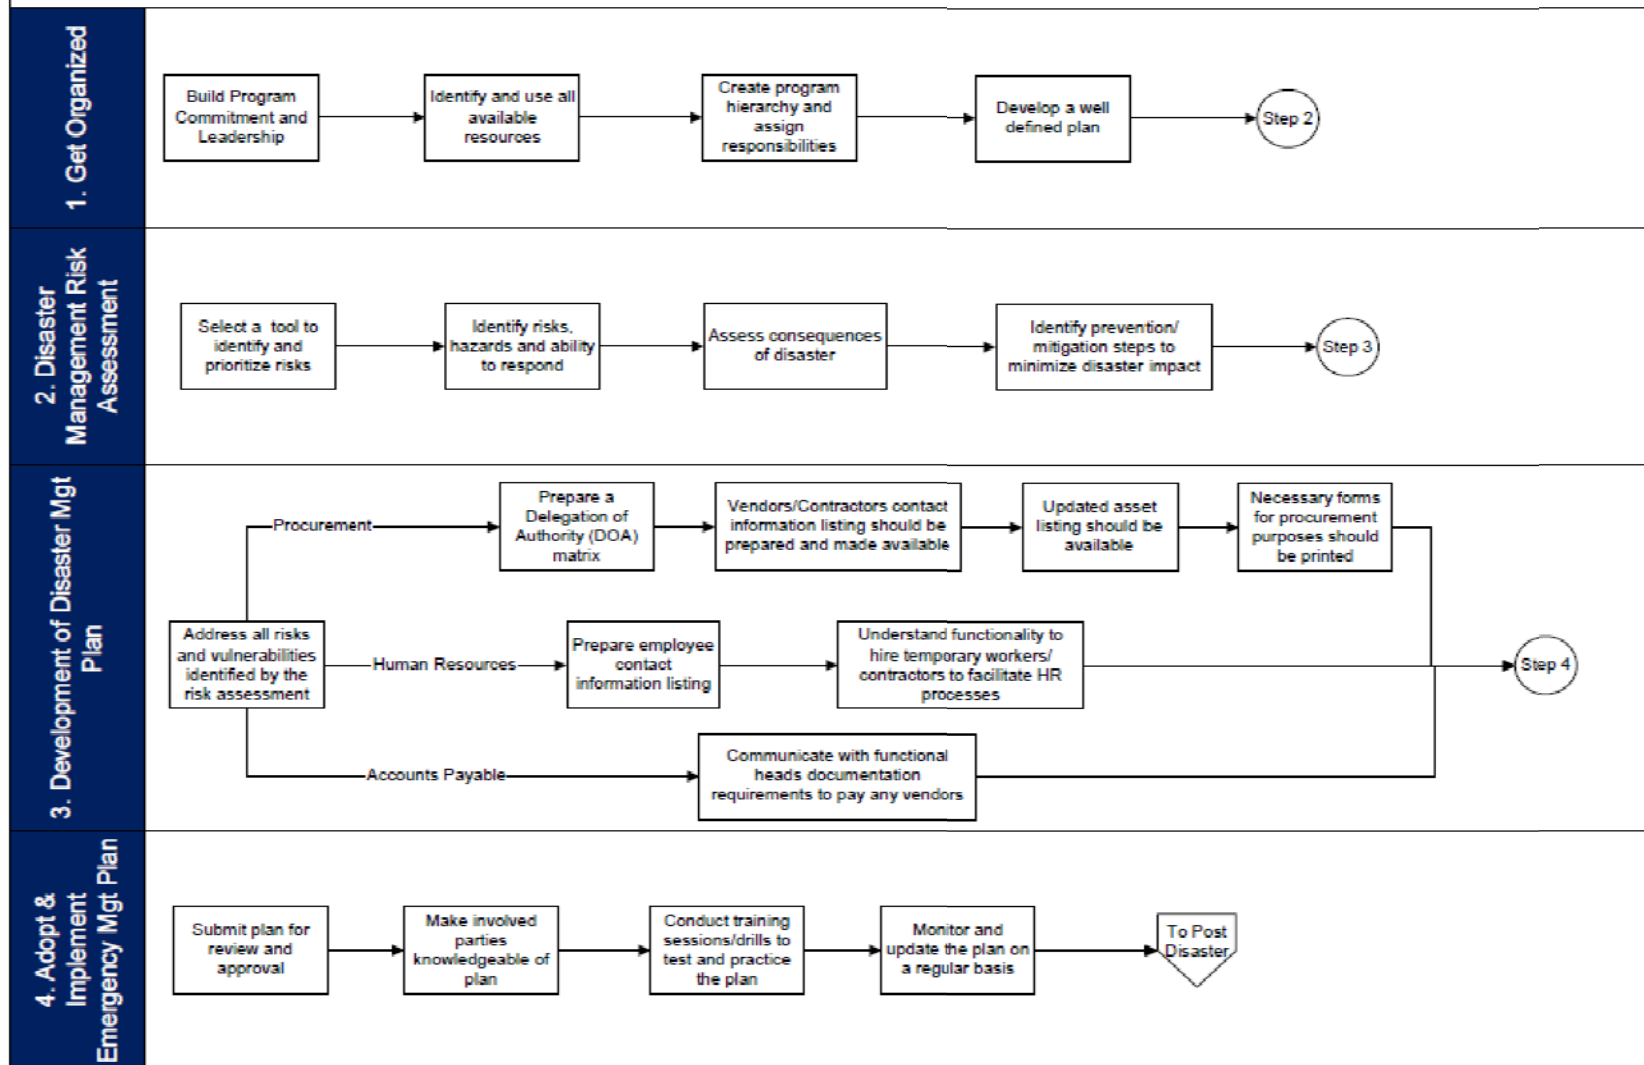 1. Get Organized
Build Program
Commitment and
Leadership
Identify and use all
available
resources
Create program
hierarchy and
assign
responsibilities
Develop a well
defined plan
Step 2
2. Disaster
Management Risk
Assessment
Select a tool to
identify and
prioritize risks
Identify risks,
hazards and ability
to respond
Assess consequences
of disaster
Identify prevention/
mitigation steps to
minimize disaster impact
Step 3
3. Development of Disaster Mgt
Plan
Address all risks
and vulnerabilities
identified by the
risk assessment
Procurement
Prepare a
Delegation of
Authority (DOA)
matrix
Vendors/Contractors contact
information listing should be
prepared and made available
Updated asset
listing should be
available
Necessary forms
for procurement
purposes should
be printed
Human Resources
Prepare employee
contact
information listing
Understand functionality to
hire temporary workers/
contractors to facilitate HR
processes
Step 4
Accounts Payable
Communicate with functional
heads documentation
requirements to pay any vendors
4. Adopt &
Implement
Emergency Mgt Plan
Submit plan for
review and
approval
Make involved
parties
knowledgeable of
plan
Conduct training
sessions/drills to
test and practice
the plan
Monitor and
update the plan on
a regular basis
To Post
Disaster